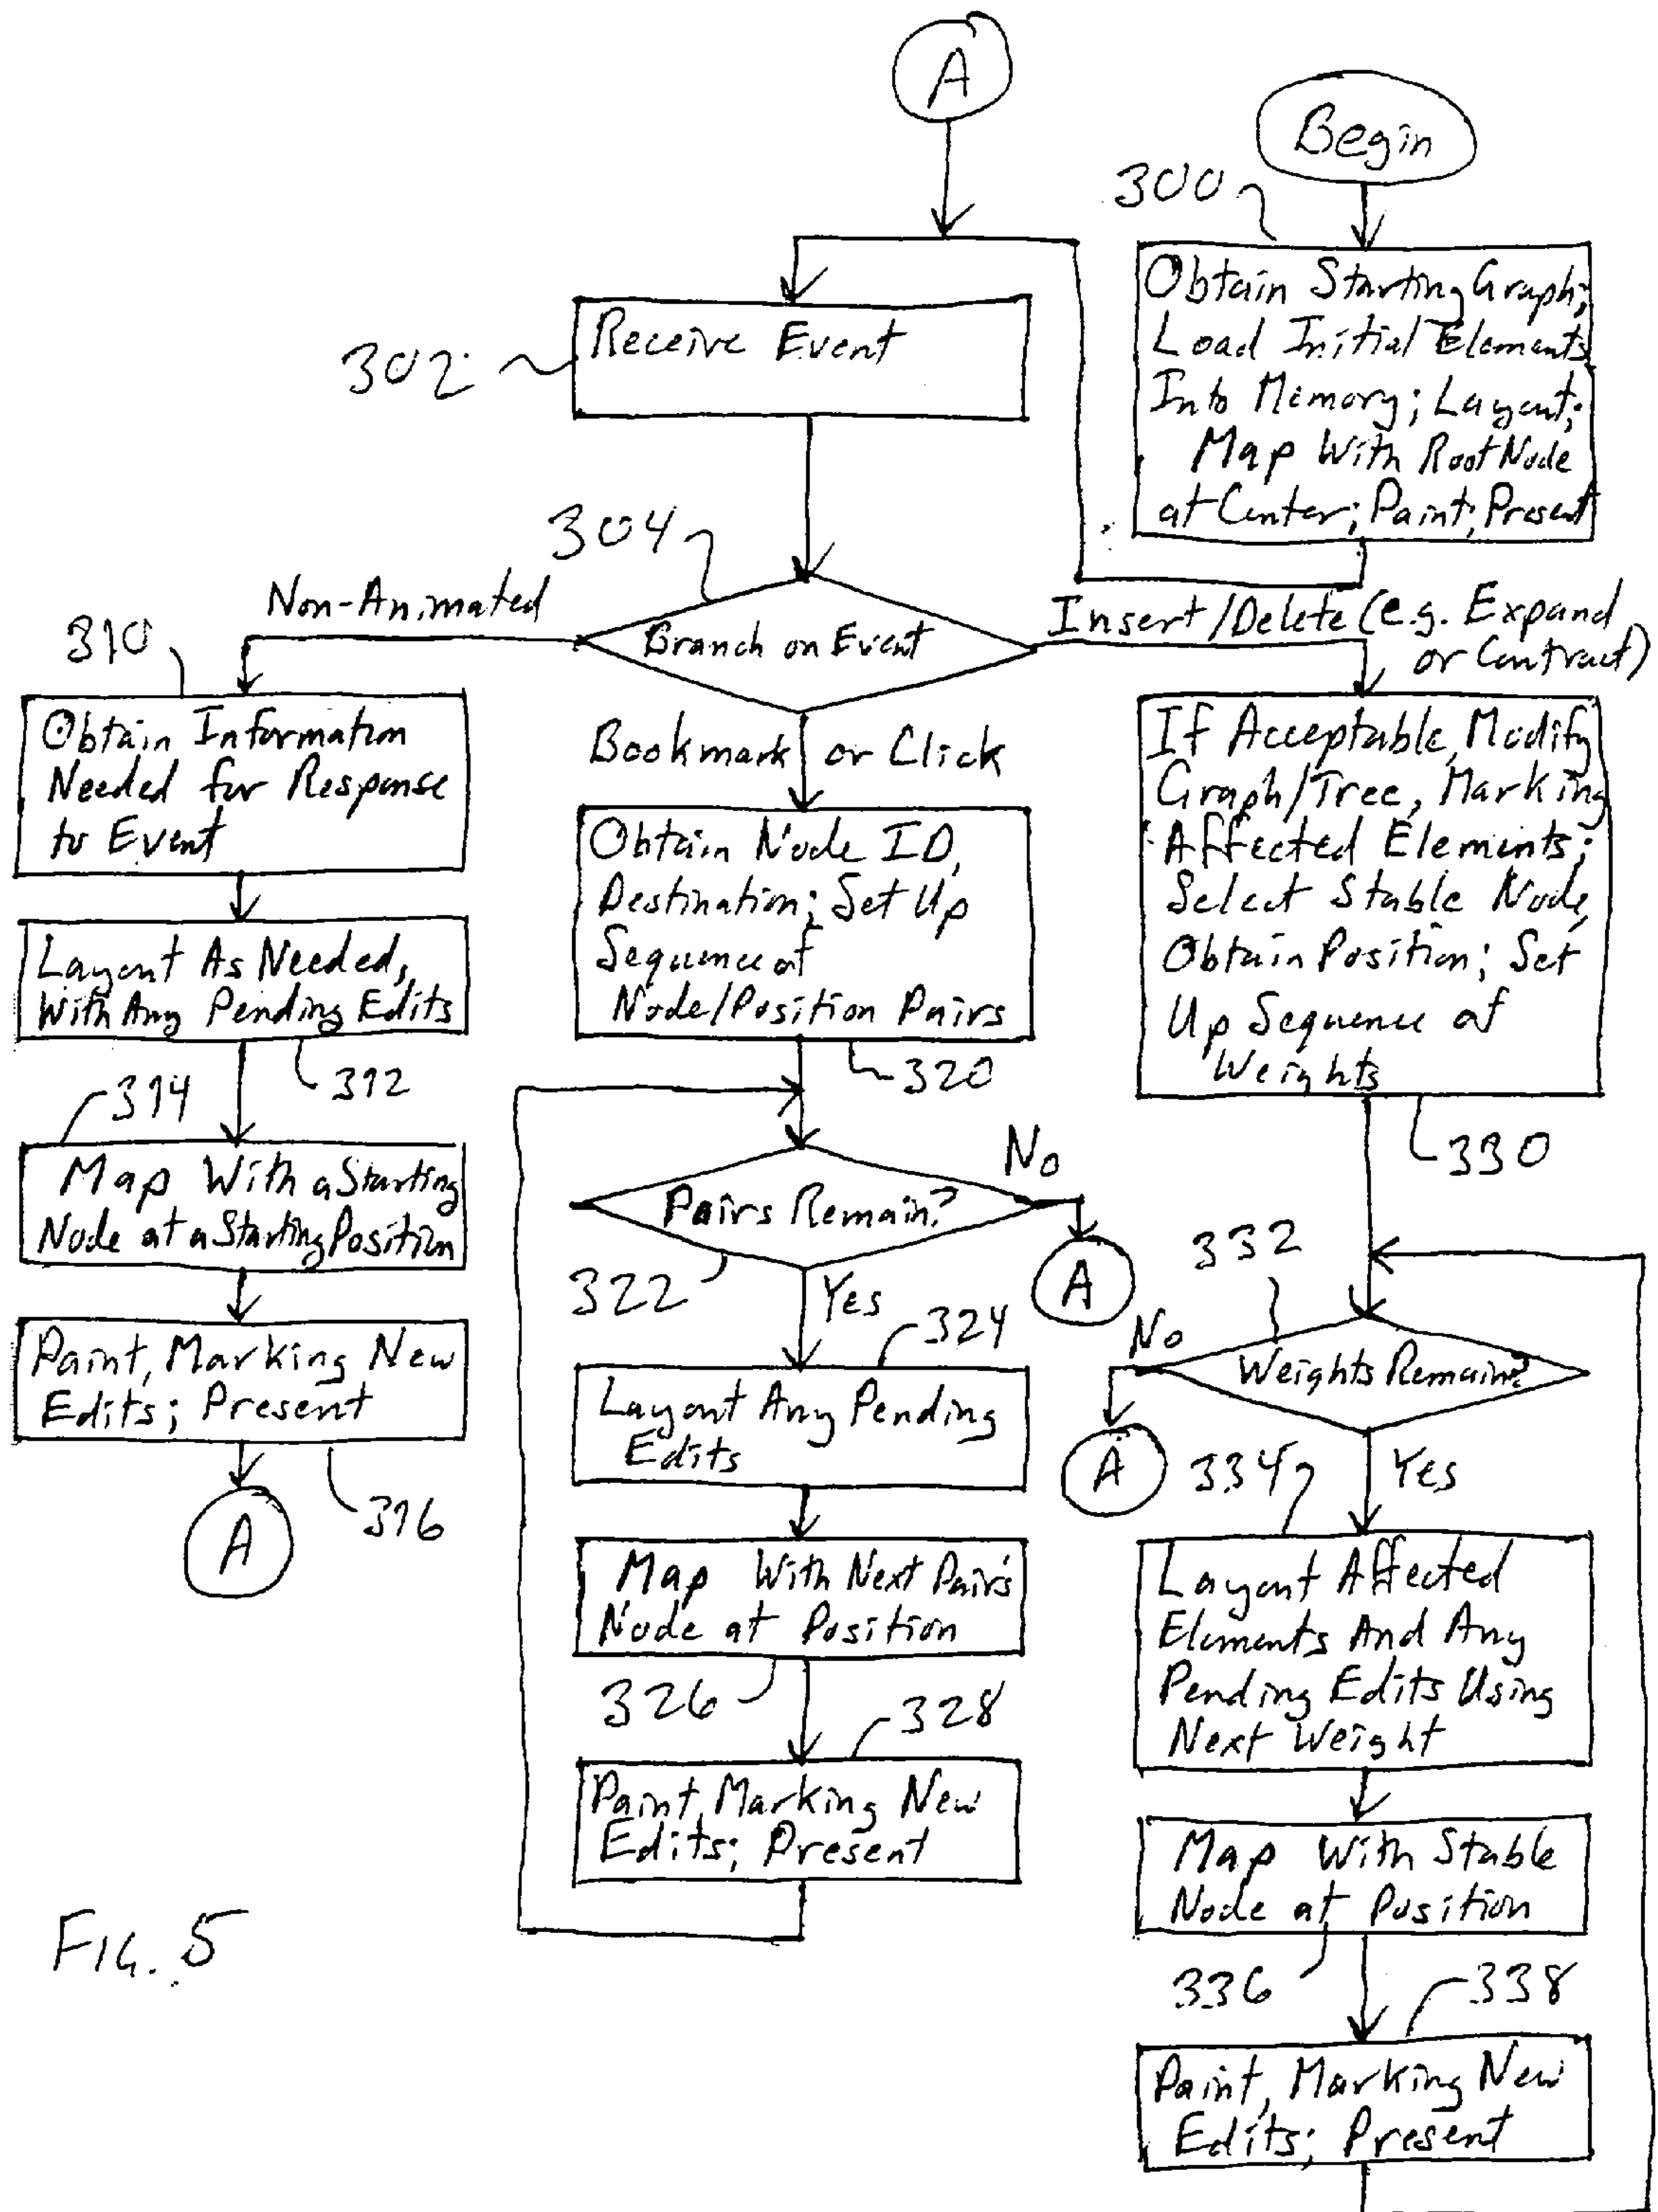 A
Begin
300
Obtain Starting Graph;
Load Initial Elements
Into Memory; Layout;
Map With Root Node
at Center; Paint; Present
302
Receive Event
304
Branch on Event
Non-Animated
Insert/Delete (e.g. Expand
or Contract)
Bookmark or Click
310
Obtain Information
Needed for Response
to Event
Layout As Needed,
With Any Pending Edits
312
314
Map With a Starting
Node at a Starting Position
Paint, Marking New
Edits; Present
316
A
Obtain Node ID,
Destination; Set Up
Sequence of
Node/Position Pairs
320
Pairs Remain?
322
No
A
Yes
324
Layout Any Pending
Edits
Map With Next Pair's
Node at Position
326
328
Paint, Marking New
Edits; Present
If Acceptable, Modify
Graph/Tree, Marking
Affected Elements;
Select Stable Node,
Obtain Position; Set
Up Sequence of
Weights
330
332
Weights Remain?
No
A
Yes
334
Layout Affected
Elements And Any
Pending Edits Using
Next Weight
Map With Stable
Node at Position
336
338
Paint, Marking New
Edits; Present
FIG. 5